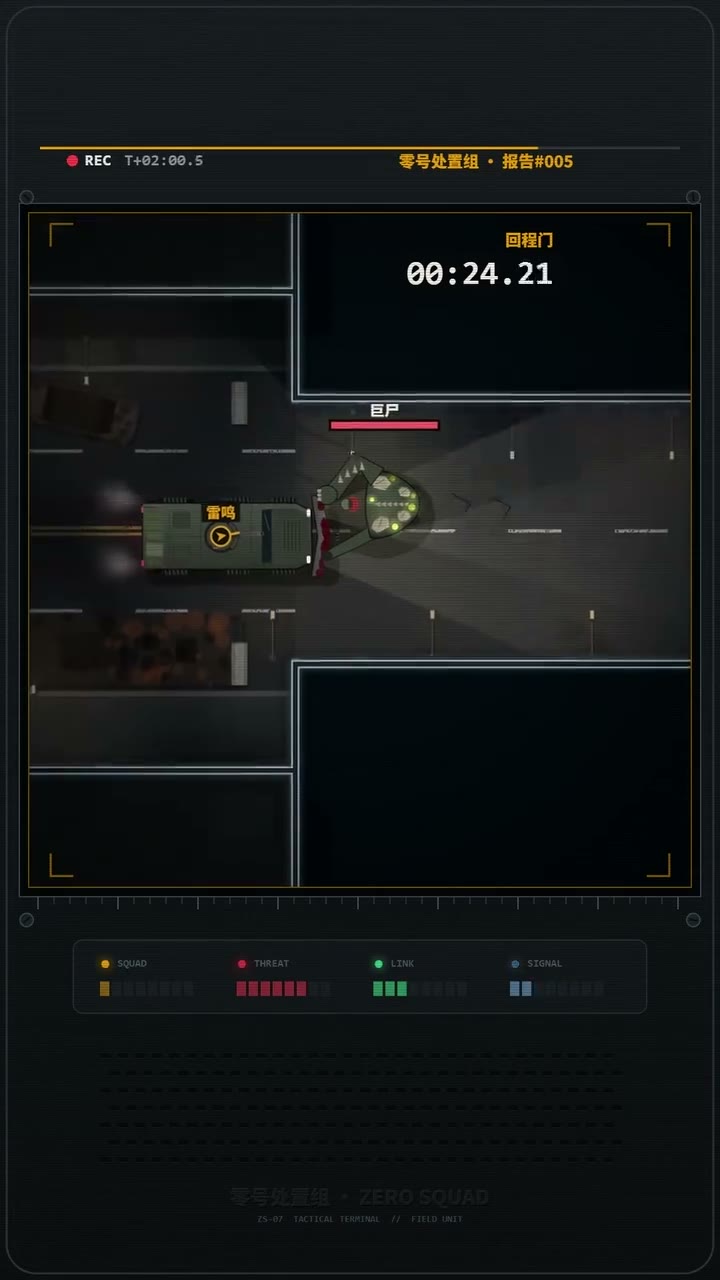 REC T+02:00.5
零号处置组 · 报告#005
回程门
00:24.21
巨尸
雷鸣
SQUAD
THREAT
LINK
SIGNAL
零号处置组 · ZERO SQUAD
ZS-07 TACTICAL TERMINAL // FIELD UNIT